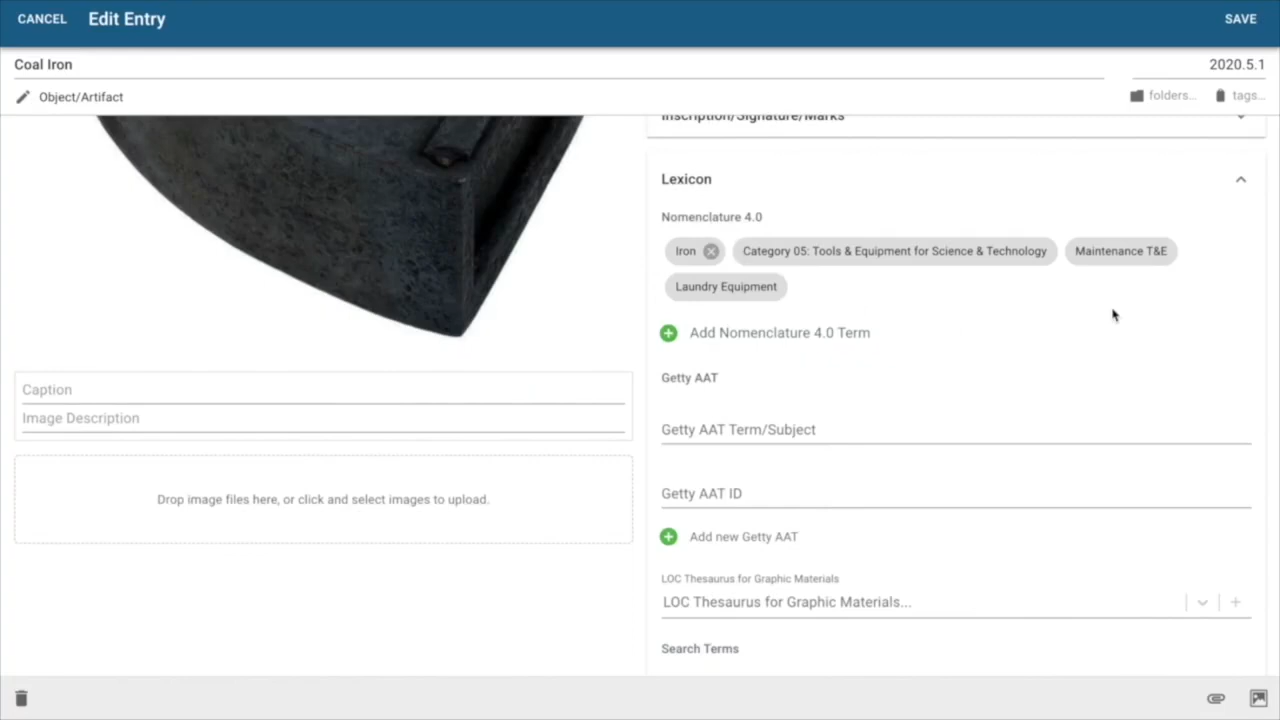 CANCEL Edit Entry SAVE
Coal Iron 2020.5.1
Object/Artifact folders... tags...
Inscription/Signature/Marks
Lexicon
Nomenclature 4.0
Iron Category 05: Tools & Equipment for Science & Technology Maintenance T&E
Laundry Equipment
Add Nomenclature 4.0 Term
Getty AAT
Getty AAT Term/Subject
Getty AAT ID
Add new Getty AAT
LOC Thesaurus for Graphic Materials
LOC Thesaurus for Graphic Materials...
Search Terms
Caption
Image Description
Drop image files here, or click and select images to upload.